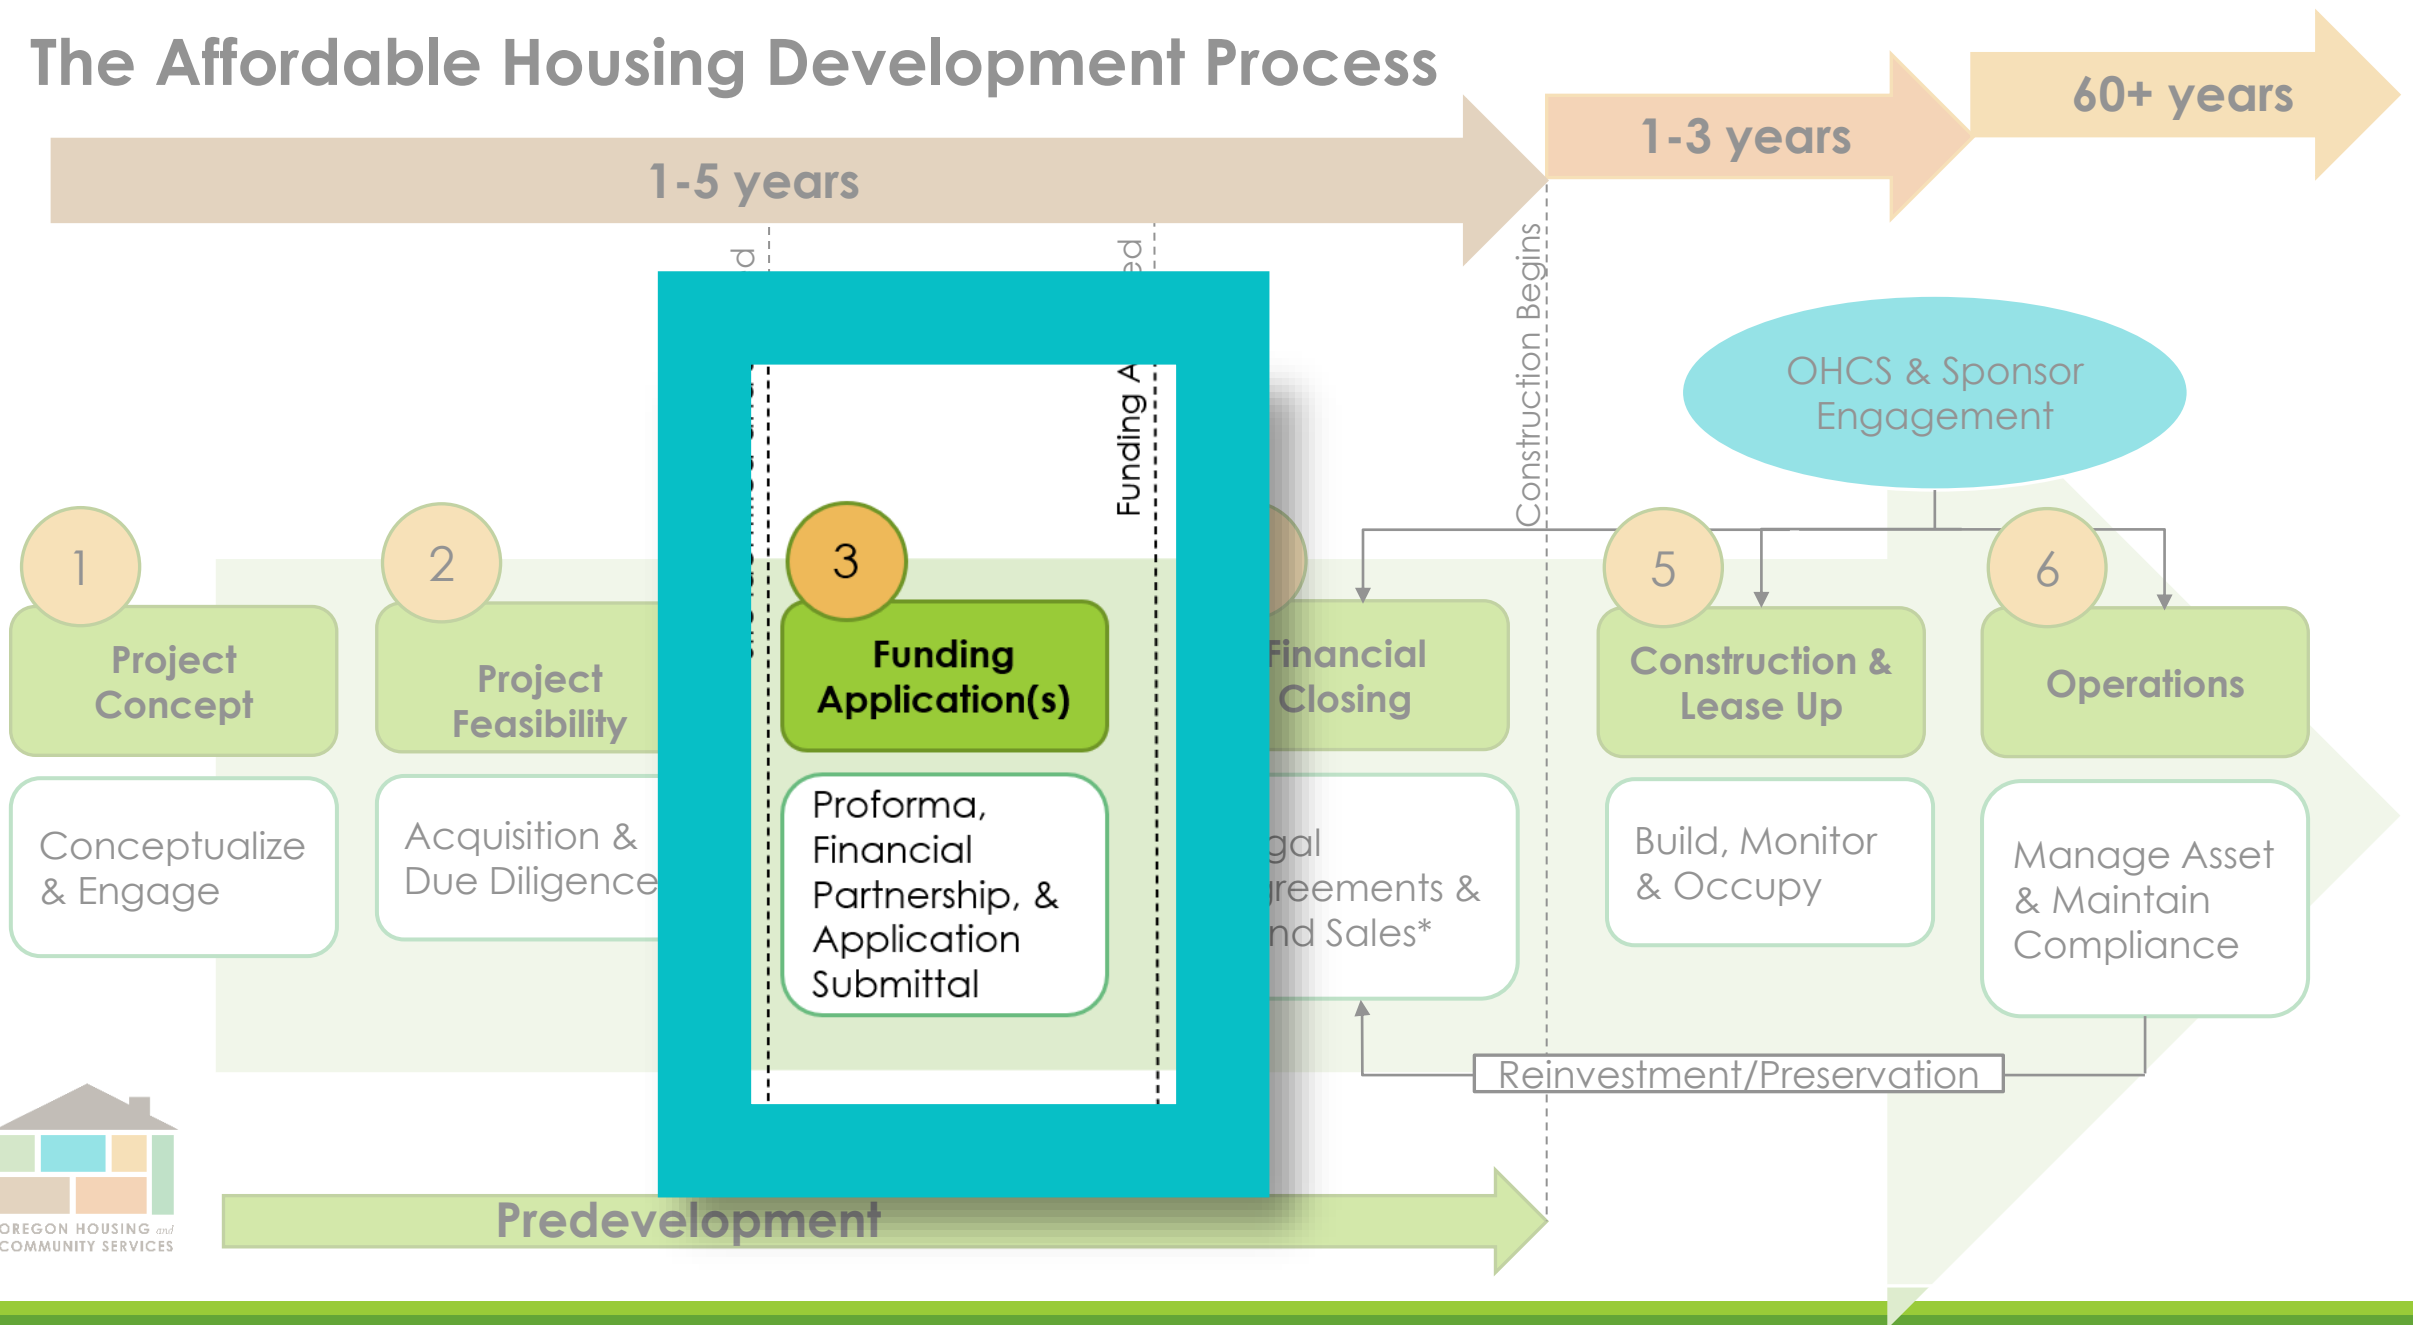 The Affordable Housing Development Process
1-5 years
1-3 years
60+ years
Funding
Construction Begins
OHCS & Sponsor
Engagement
1
Project
Concept
Conceptualize
& Engage
2
Project
Feasibility
Acquisition &
Due Diligence
3
Funding
Application(s)
Proforma,
Financial
Partnership, &
Application
Submittal
Financial
Closing
&
Sales*
5
Construction &
Lease Up
Build, Monitor
& Occupy
6
Operations
Manage Asset
& Maintain
Compliance
Reinvestment/Preservation
Predevelopment
OREGON HOUSING and
COMMUNITY SERVICES